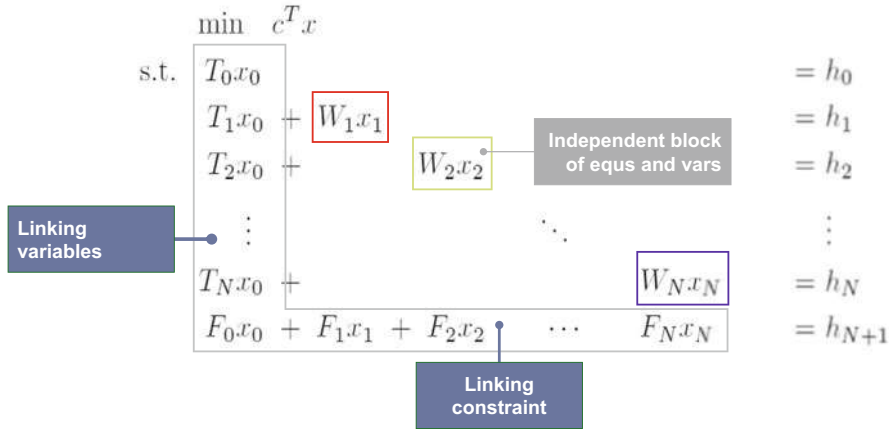 min c^T x
s.t. T_0x_0 = h_0
T_1x_0 + W_1x_1 = h_1
T_2x_0 + W_2x_2 = h_2
Independent block
of equs and vars
Linking
variables
⋮ ⋱ ⋮
T_Nx_0 + W_Nx_N = h_N
F_0x_0 + F_1x_1 + F_2x_2 ⋯ F_Nx_N = h_{N+1}
Linking
constraint